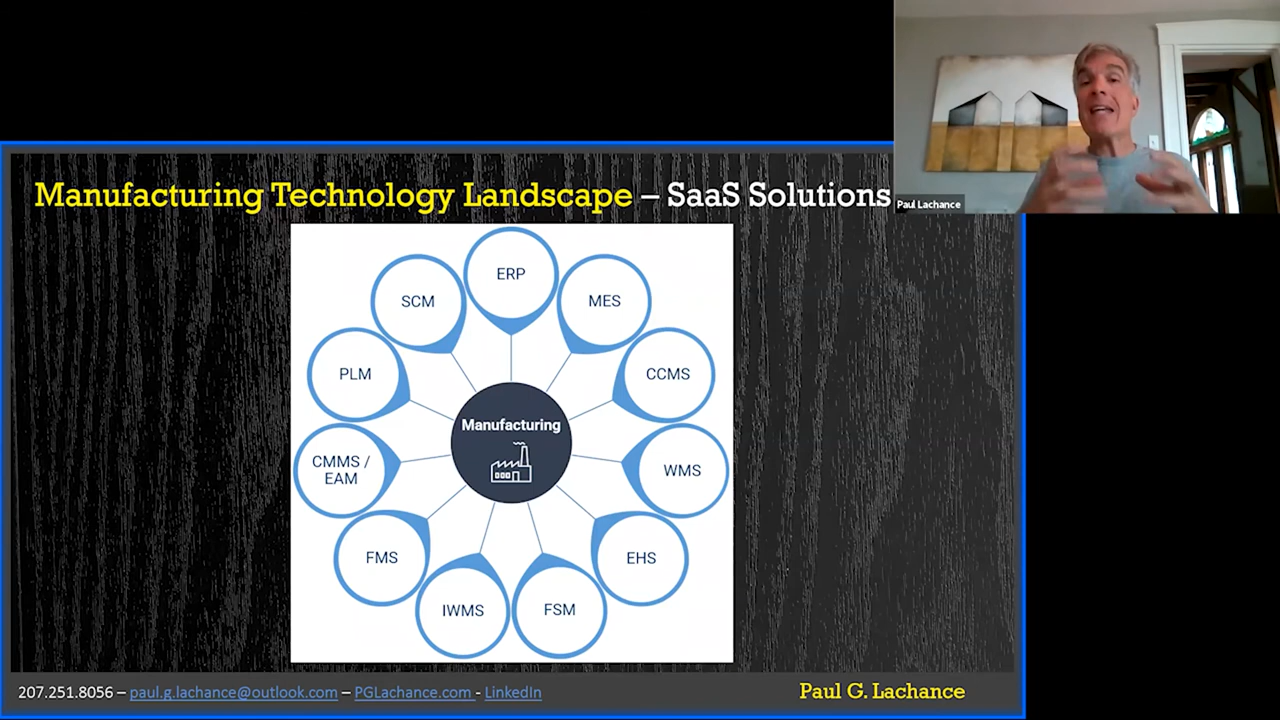 Manufacturing Technology Landscape – SaaS Solutions
Paul Lachance
ERP
SCM
MES
PLM
CCMS
Manufacturing
CMMS /
EAM
WMS
FMS
EHS
IWMS
FSM
207.251.8056 – paul.g.lachance@outlook.com – PGLachance.com - LinkedIn
Paul G. Lachance